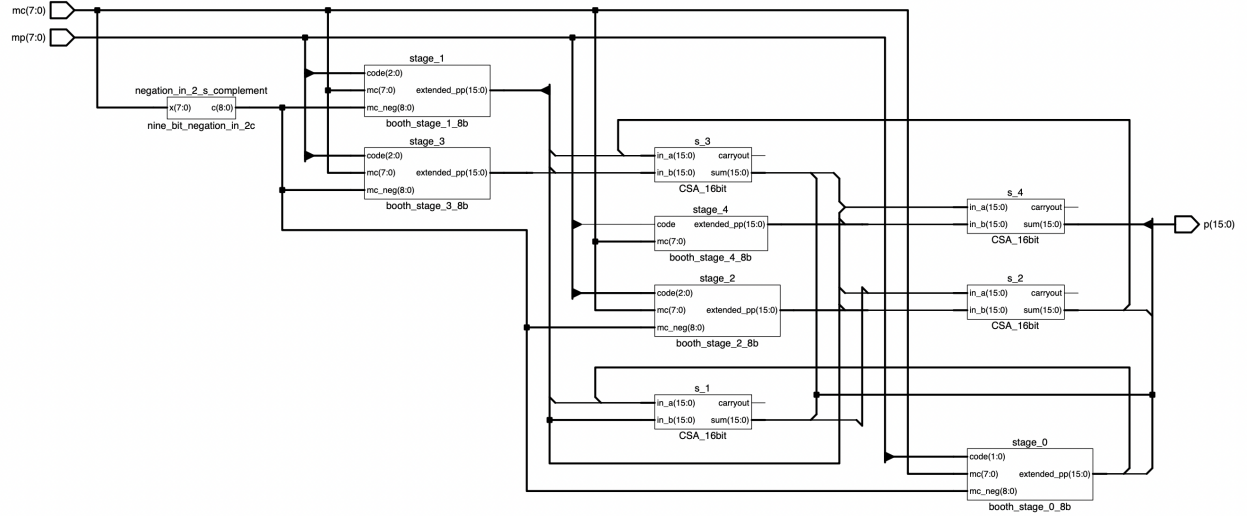 mc(7:0)
mp(7:0)
stage_1
code(2:0)
mc(7:0) extended_pp(15:0)
mc_neg(8:0)
booth_stage_1_8b
negation_in_2_s_complement
x(7:0) c(8:0)
nine_bit_negation_in_2c
stage_3
code(2:0)
mc(7:0) extended_pp(15:0)
mc_neg(8:0)
booth_stage_3_8b
s_3
in_a(15:0) carryout
in_b(15:0) sum(15:0)
CSA_16bit
stage_4
code extended_pp(15:0)
mc(7:0)
booth_stage_4_8b
s_4
in_a(15:0) carryout
in_b(15:0) sum(15:0)
CSA_16bit
p(15:0)
stage_2
code(2:0)
mc(7:0) extended_pp(15:0)
mc_neg(8:0)
booth_stage_2_8b
s_2
in_a(15:0) carryout
in_b(15:0) sum(15:0)
CSA_16bit
s_1
in_a(15:0) carryout
in_b(15:0) sum(15:0)
CSA_16bit
stage_0
code(1:0)
mc(7:0) extended_pp(15:0)
mc_neg(8:0)
booth_stage_0_8b